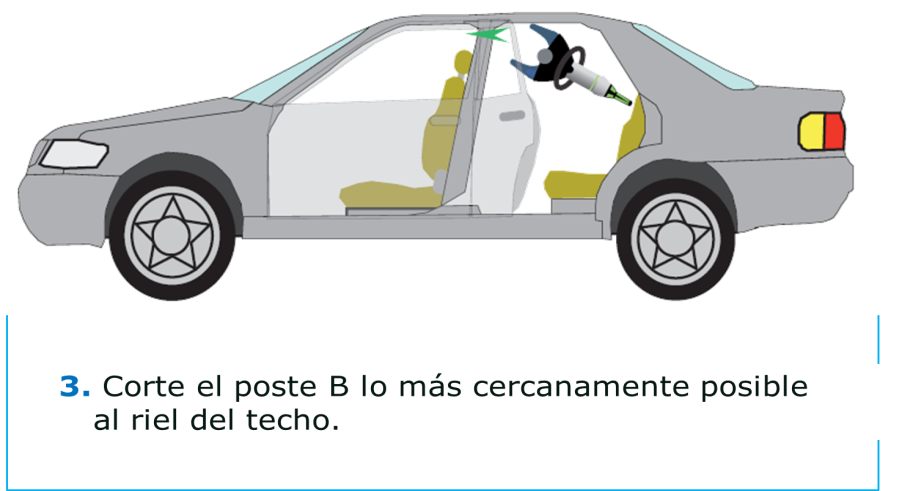 3. Corte el poste B lo más cercanamente posible
al riel del techo.